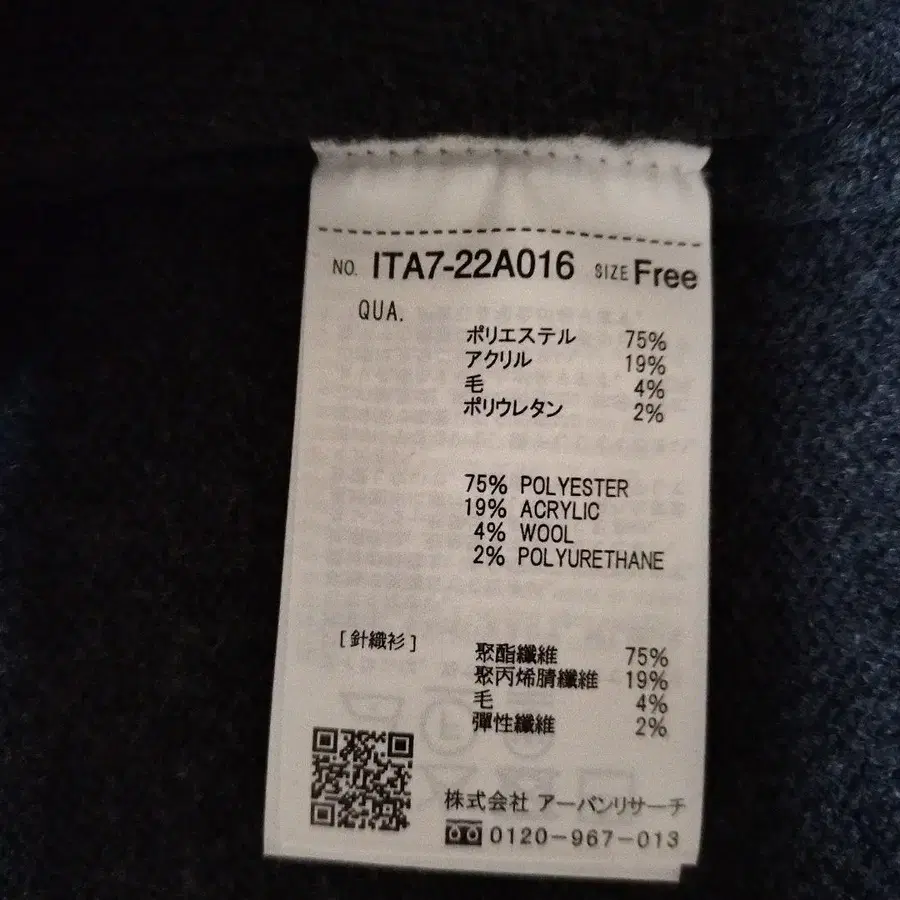 NO. ITA7-22A016 SIZE Free
QUA.
ポリエステル 75%
アクリル 19%
毛 4%
ポリウレタン 2%
75% POLYESTER
19% ACRYLIC
4% WOOL
2% POLYURETHANE
[針織衫]
聚酯纖維 75%
聚丙烯腈纖維 19%
毛 4%
彈性纖維 2%
株式会社 アーバンリサーチ
0120-967-013